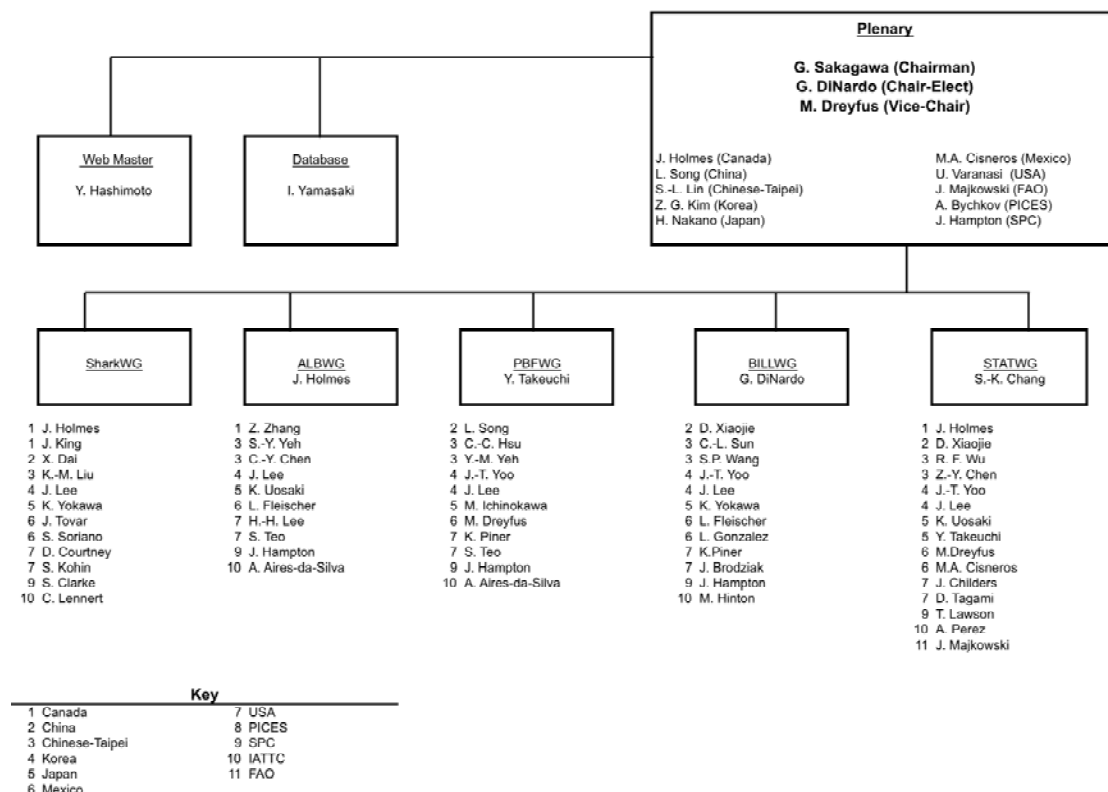 Plenary
G. Sakagawa (Chairman)
G. DiNardo (Chair-Elect)
M. Dreyfus (Vice-Chair)
J. Holmes (Canada)
L. Song (China)
S.-L. Lin (Chinese-Taipei)
Z. G. Kim (Korea)
H. Nakano (Japan)
M.A. Cisneros (Mexico)
U. Varanasi (USA)
J. Majkowski (FAO)
A. Bychkov (PICES)
J. Hampton (SPC)
Web Master
Y. Hashimoto
Database
I. Yamasaki
SharkWG
1 J. Holmes
1 J. King
2 X. Dai
3 K.-M. Liu
4 J. Lee
5 K. Yokawa
6 J. Tovar
6 S. Soriano
7 D. Courtney
7 S. Kohin
9 S. Clarke
10 C. Lennert
ALBWG
J. Holmes
1 Z. Zhang
3 S.-Y. Yeh
3 C.-Y. Chen
4 J. Lee
5 K. Uosaki
6 L. Fleischer
7 H.-H. Lee
7 S. Teo
9 J. Hampton
10 A. Aires-da-Silva
PBFWG
Y. Takeuchi
2 L. Song
3 C.-C. Hsu
3 Y.-M. Yeh
4 J.-T. Yoo
4 J. Lee
5 M. Ichinokawa
6 M. Dreyfus
7 K. Piner
7 S. Teo
9 J. Hampton
10 A. Aires-da-Silva
BILLWG
G. DiNardo
2 D. Xiaojie
3 C.-L. Sun
3 S.P. Wang
4 J.-T. Yoo
4 J. Lee
5 K. Yokawa
6 L. Fleischer
6 L. Gonzalez
7 K.Piner
7 J. Brodziak
9 J. Hampton
10 M. Hinton
STATWG
S.-K. Chang
1 J. Holmes
2 D. Xiaojie
3 R. F. Wu
3 Z.-Y. Chen
4 J.-T. Yoo
4 J. Lee
5 K. Uosaki
5 Y. Takeuchi
6 M.Dreyfus
6 M.A. Cisneros
7 J. Childers
7 D. Tagami
9 T. Lawson
10 A. Perez
11 J. Majkowski
Key
1 Canada
2 China
3 Chinese-Taipei
4 Korea
5 Japan
6 Mexico
7 USA
8 PICES
9 SPC
10 IATTC
11 FAO